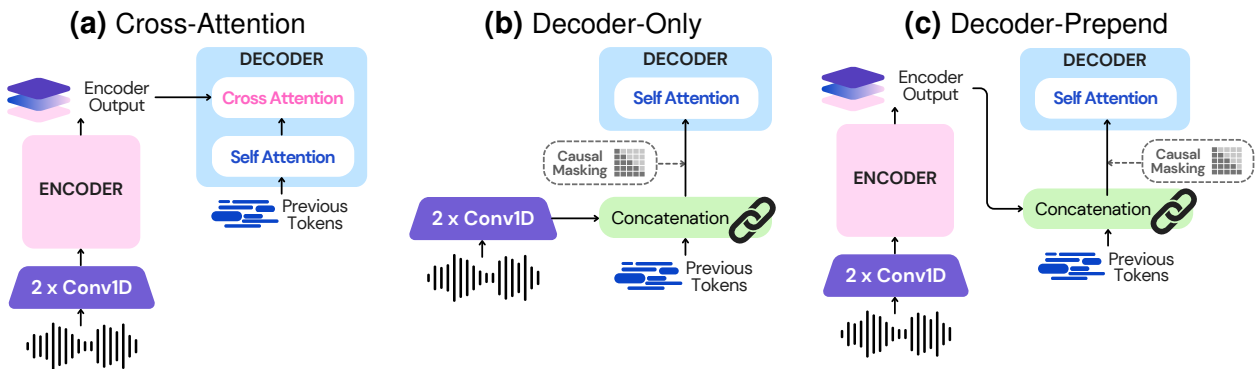 (a) Cross-Attention
Encoder
Output
DECODER
Cross Attention
Self Attention
ENCODER
Previous
Tokens
2 x Conv1D
(b) Decoder-Only
DECODER
Self Attention
Causal
Masking
2 x Conv1D
Concatenation
Previous
Tokens
(c) Decoder-Prepend
Encoder
Output
DECODER
Self Attention
ENCODER
Causal
Masking
Concatenation
2 x Conv1D
Previous
Tokens